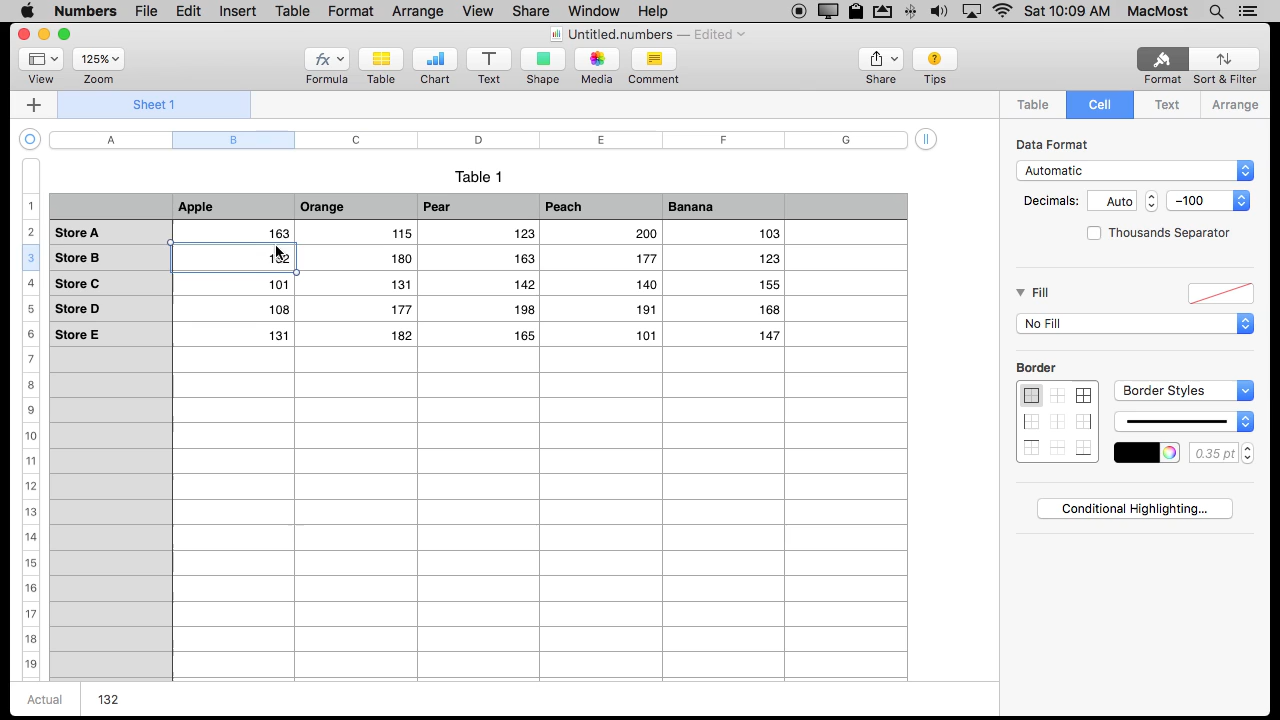 Numbers File Edit Insert Table Format Arrange View Share Window Help Sat 10:09 AM MacMost
Untitled.numbers — Edited
125%
View Zoom Formula Table Chart Text Shape Media Comment Share Tips Format Sort & Filter
Sheet 1
Table Cell Text Arrange
A B C D E F G
Table 1
1 Apple Orange Pear Peach Banana
2 Store A 163 115 123 200 103
3 Store B 132 180 163 177 123
4 Store C 101 131 142 140 155
5 Store D 108 177 198 191 168
6 Store E 131 182 165 101 147
7
8
9
10
11
12
13
14
15
16
17
18
19
Actual 132
Data Format
Automatic
Decimals: Auto –100
Thousands Separator
Fill
No Fill
Border
Border Styles
0.35 pt
Conditional Highlighting...